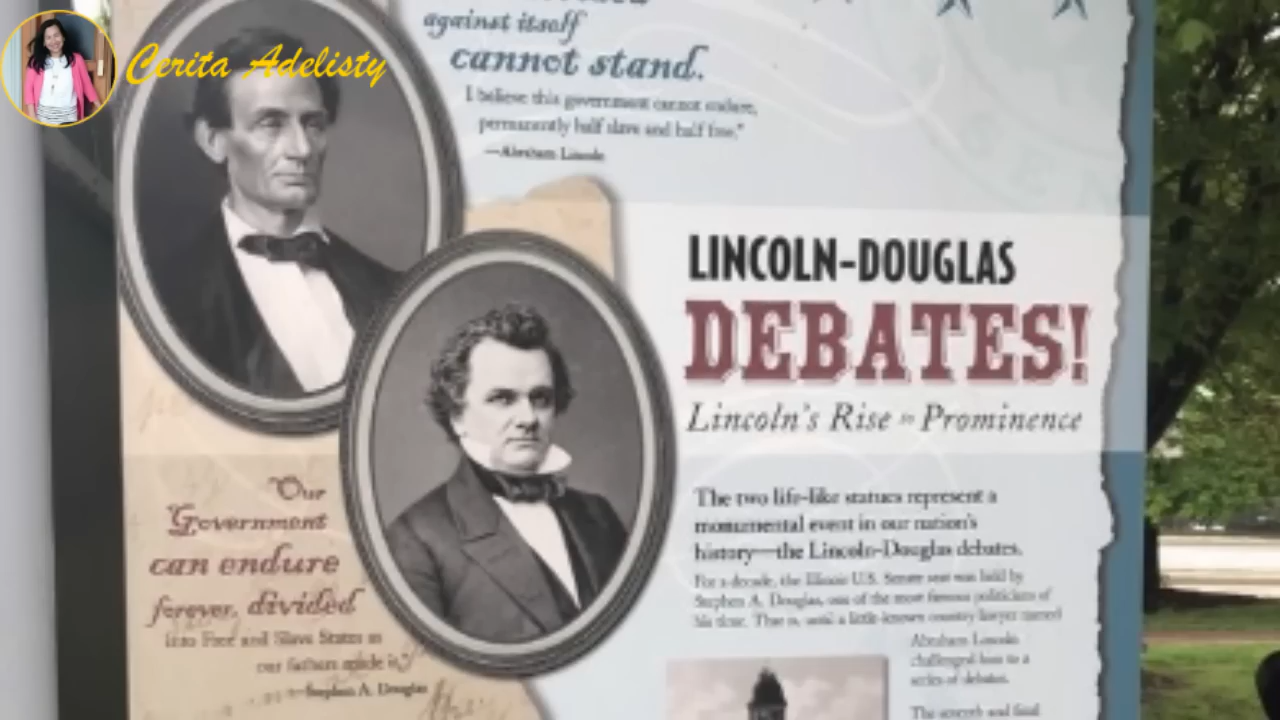 Cerita Adelisty
against itself
cannot stand.
I believe this government cannot endure,
permanently half slave and half free."
—Abraham Lincoln
LINCOLN-DOUGLAS
DEBATES!
Lincoln's Rise to Prominence
"Our
Government
can endure
forever, divided
into Free and Slave States as
our fathers made it."
—Stephen A. Douglas
The two life-like statues represent a
monumental event in our nation's
history—the Lincoln-Douglas debates.
For a decade, the Illinois U.S. Senate seat was held by
Stephen A. Douglas, one of the most famous politicians of
his time. That is, until a little-known country lawyer named
Abraham Lincoln
challenged him to a
series of debates.
The seventh and final